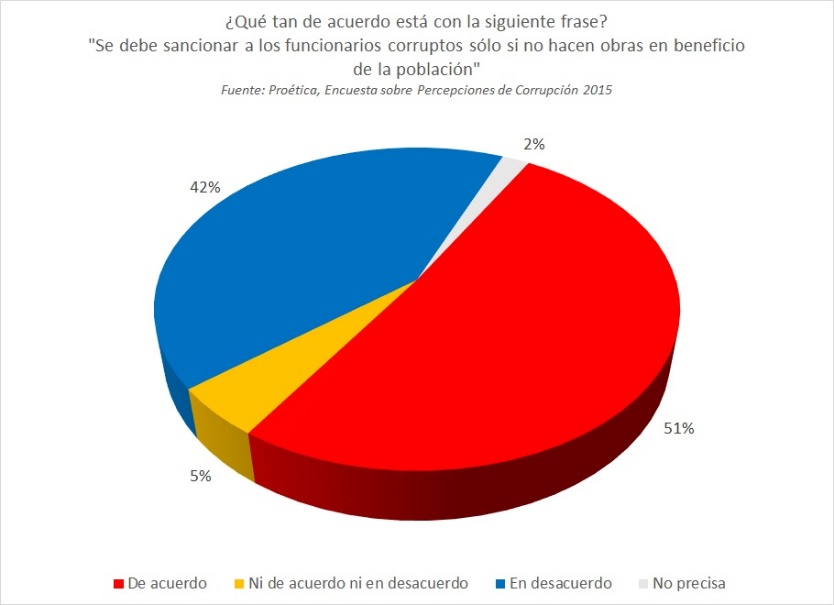 ¿Qué tan de acuerdo está con la siguiente frase?
"Se debe sancionar a los funcionarios corruptos sólo si no hacen obras en beneficio
de la población"
Fuente: Proética, Encuesta sobre Percepciones de Corrupción 2015
2%
42%
51%
5%
De acuerdo
Ni de acuerdo ni en desacuerdo
En desacuerdo
No precisa